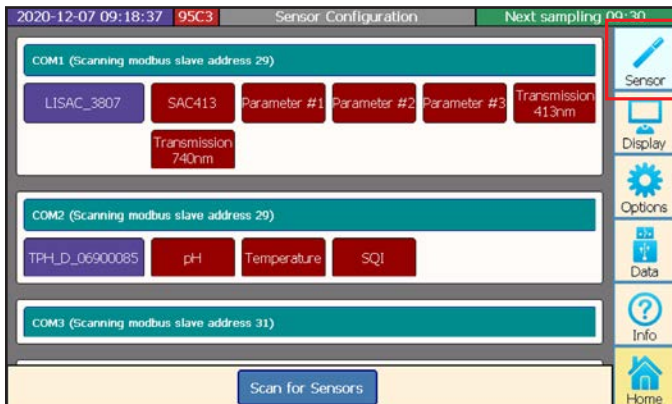 2020-12-07 09:18:37 95C3 Sensor Configuration Next sampling 09:30
COM1 (Scanning modbus slave address 29)
LISAC_3807 SAC413 Parameter #1 Parameter #2 Parameter #3 Transmission 413nm
Transmission 740nm
COM2 (Scanning modbus slave address 29)
TPH_D_06900085 pH Temperature SQI
COM3 (Scanning modbus slave address 31)
Scan for Sensors
Sensor
Display
Options
Data
Info
Home